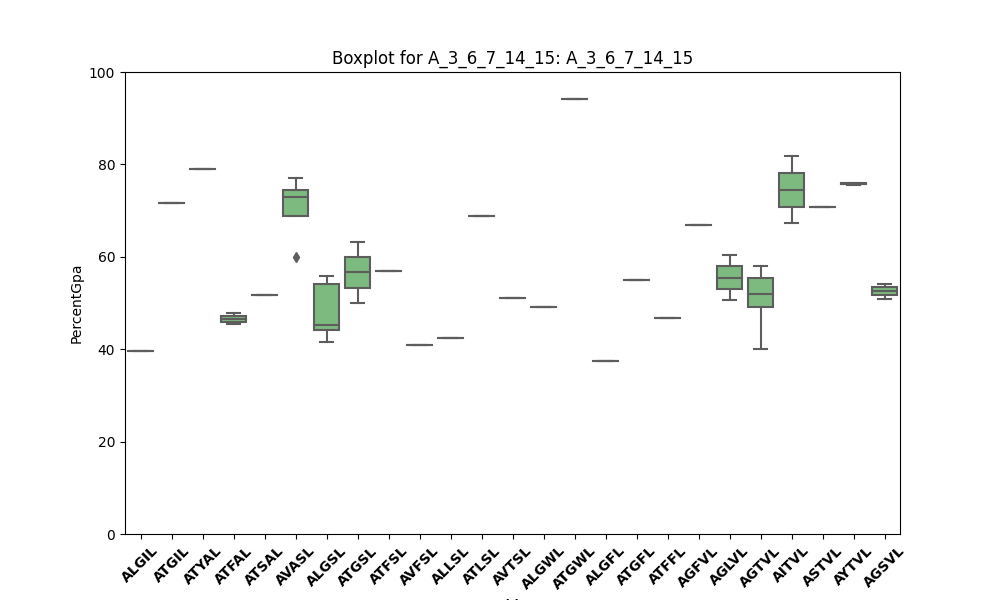 Boxplot for A_3_6_7_14_15: A_3_6_7_14_15
PercentGpa
100
80
60
40
20
0
ALGIL
ATGIL
ATYAL
ATFAL
ATSAL
AVASL
ALGSL
ATGSL
ATFSL
AVFSL
ALLSL
ATLSL
AVTSL
ALGWL
ATGWL
ALGFL
ATGFL
ATFFL
AGFVL
AGLVL
AGTVL
AITVL
ASTVL
AYTVL
AGSVL